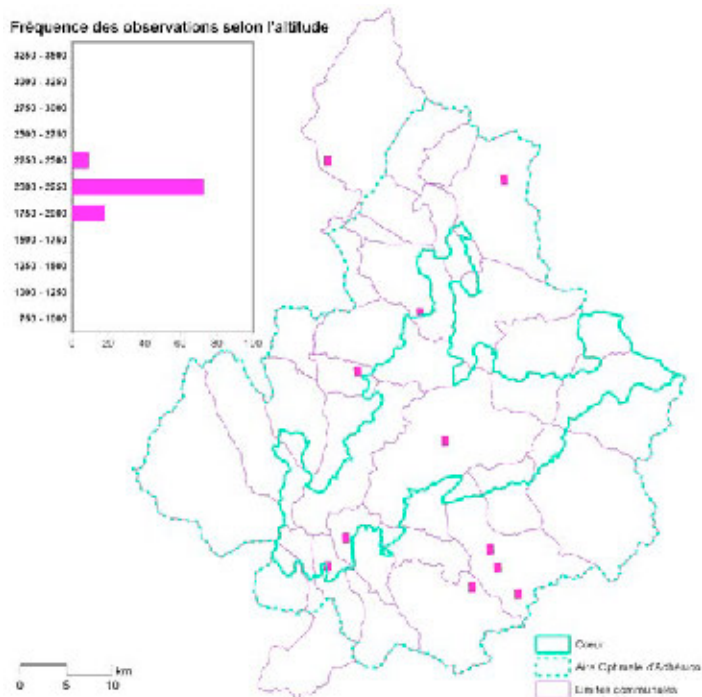 Fréquence des observations selon l'altitude
3250 - 3500
3000 - 3250
2750 - 3000
2500 - 2750
2250 - 2500
2000 - 2250
1750 - 2000
1500 - 1750
1250 - 1500
1000 - 1250
750 - 1000
0 20 40 60 80 100
Cœur
Aire Optimale d'Adhésion
Limites communales
0 5 10 km